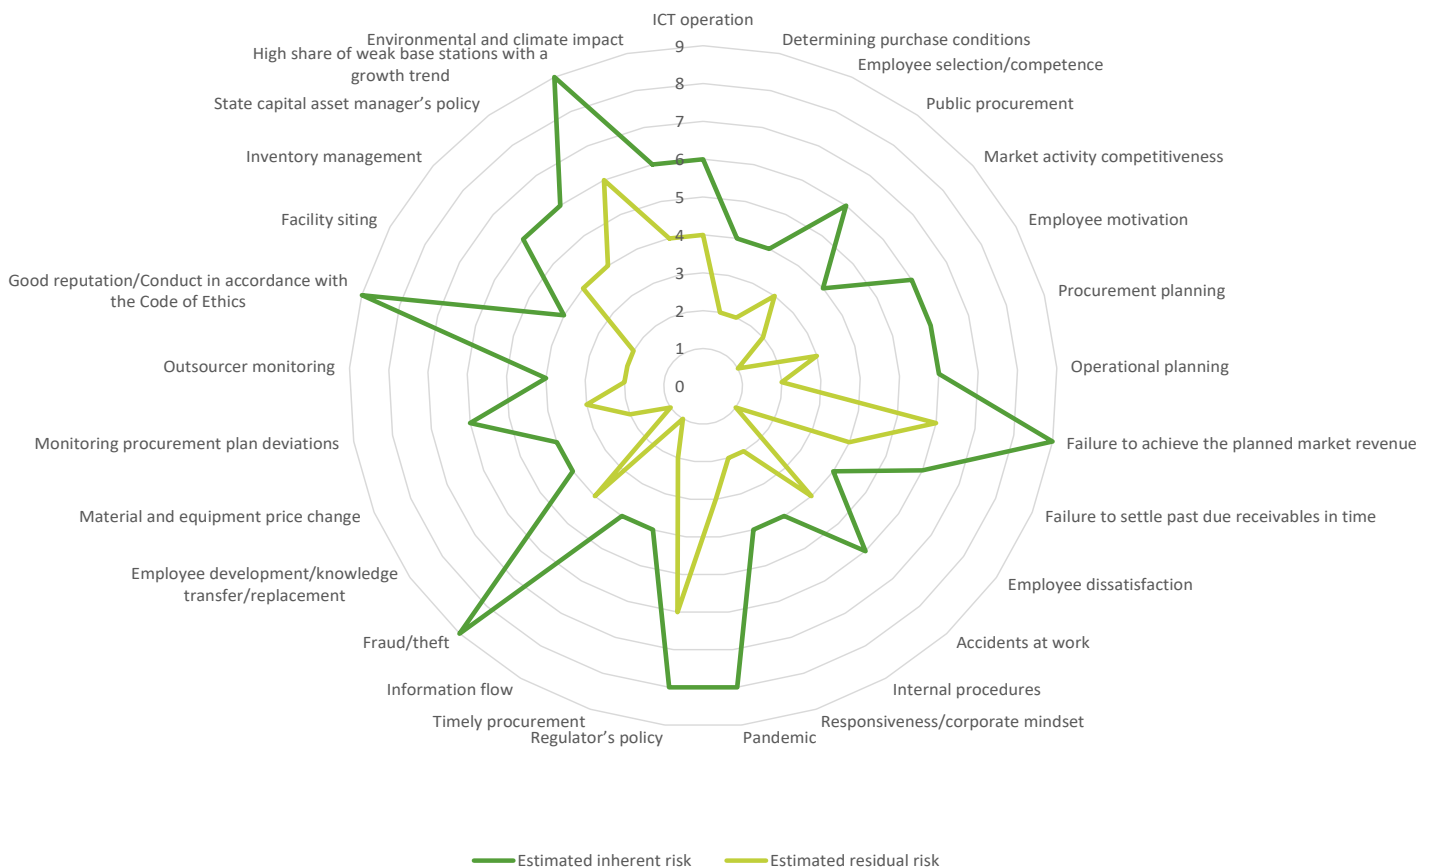 ICT operation
Environmental and climate impact
Determining purchase conditions
High share of weak base stations with a
growth trend
Employee selection/competence
State capital asset manager's policy
Public procurement
Inventory management
Market activity competitiveness
Facility siting
Employee motivation
Good reputation/Conduct in accordance with
the Code of Ethics
Procurement planning
Outsourcer monitoring
Operational planning
Monitoring procurement plan deviations
Failure to achieve the planned market revenue
Material and equipment price change
Failure to settle past due receivables in time
Employee development/knowledge
transfer/replacement
Employee dissatisfaction
Fraud/theft
Accidents at work
Information flow
Internal procedures
Timely procurement
Responsiveness/corporate mindset
Regulator's policy
Pandemic
9
8
7
6
5
4
3
2
1
0
Estimated inherent risk
Estimated residual risk